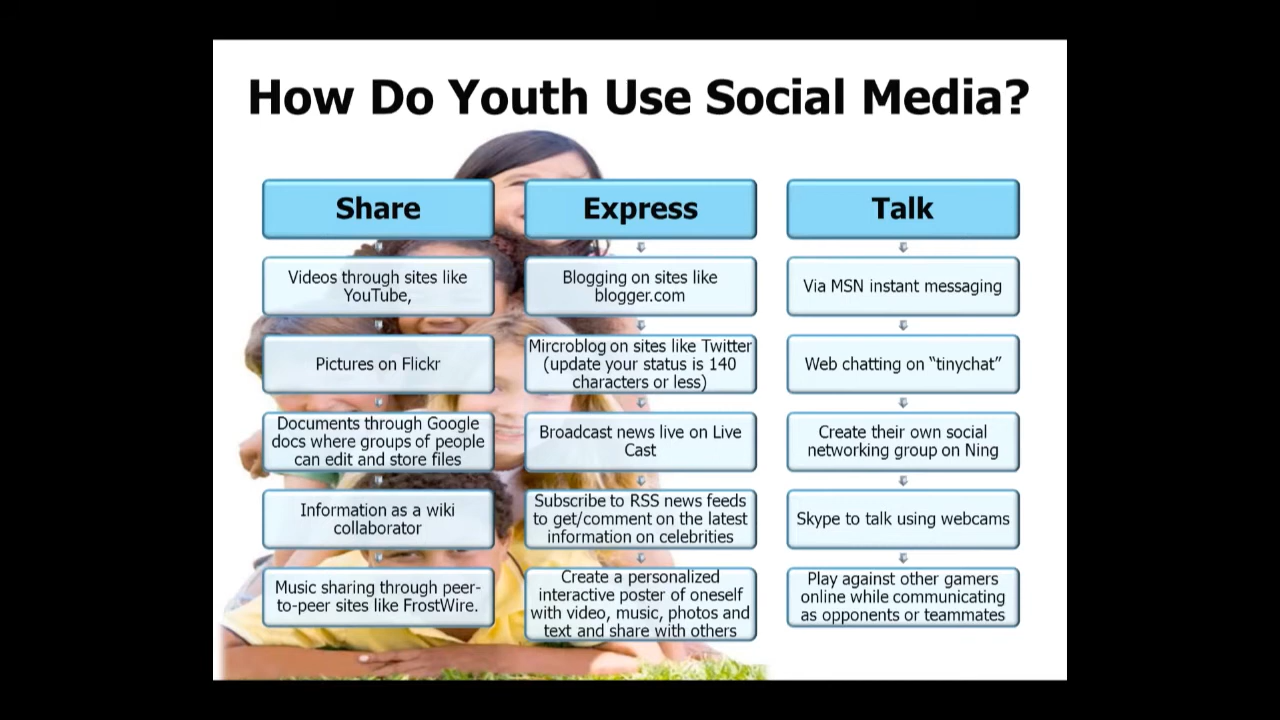 How Do Youth Use Social Media?
Share
Videos through sites like
YouTube,
Pictures on Flickr
Documents through Google
docs where groups of people
can edit and store files
Information as a wiki
collaborator
Music sharing through peer-
to-peer sites like FrostWire.
Express
Blogging on sites like
blogger.com
Mircroblog on sites like Twitter
(update your status is 140
characters or less)
Broadcast news live on Live
Cast
Subscribe to RSS news feeds
to get/comment on the latest
information on celebrities
Create a personalized
interactive poster of oneself
with video, music, photos and
text and share with others
Talk
Via MSN instant messaging
Web chatting on “tinychat”
Create their own social
networking group on Ning
Skype to talk using webcams
Play against other gamers
online while communicating
as opponents or teammates